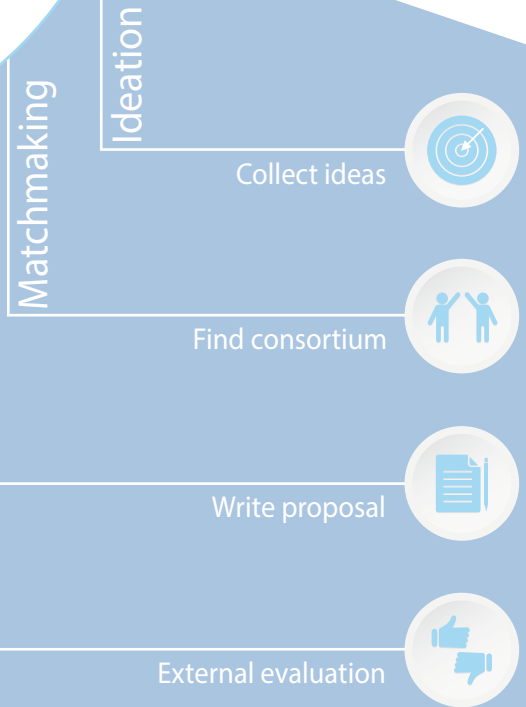 Ideation
Matchmaking
Collect ideas
Find consortium
Write proposal
External evaluation